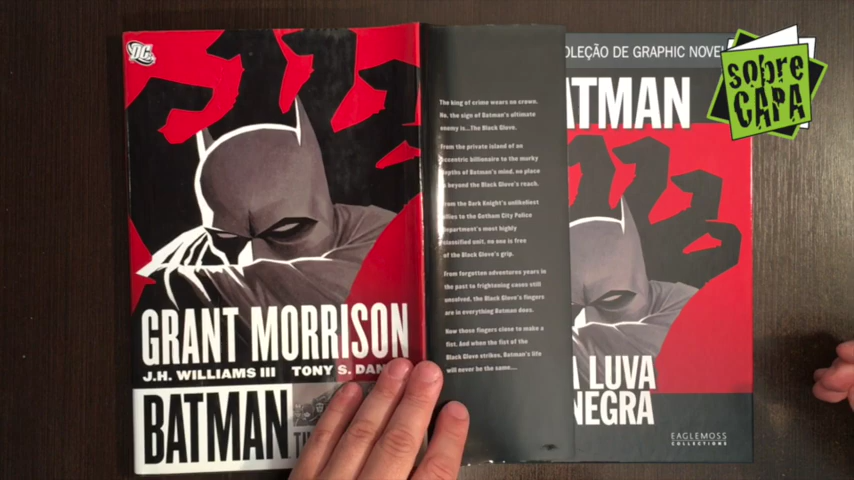 DC
GRANT MORRISON
J.H. WILLIAMS III TONY S. DAN
BATMAN
The king of crime wears no crown.
No, the sign of Batman's ultimate
enemy is...The Black Glove.
From the private island of an
eccentric billionaire to the murky
depths of Batman's mind, no place
is beyond the Black Glove's reach.
From the Dark Knight's unlikeliest
allies to the Gotham City Police
Department's most highly
classified unit, no one is free
of the Black Glove's grip.
From forgotten adventures years in
the past to frightening cases still
unsolved, the Black Glove's fingers
are in everything Batman does.
Now those fingers close to make a
fist. And when the fist of the
Black Glove strikes, Batman's life
will never be the same....
OLEÇÃO DE GRAPHIC NOVEL
ATMAN
A LUVA
NEGRA
EAGLEMOSS
COLLECTIONS
sobre
CAPA